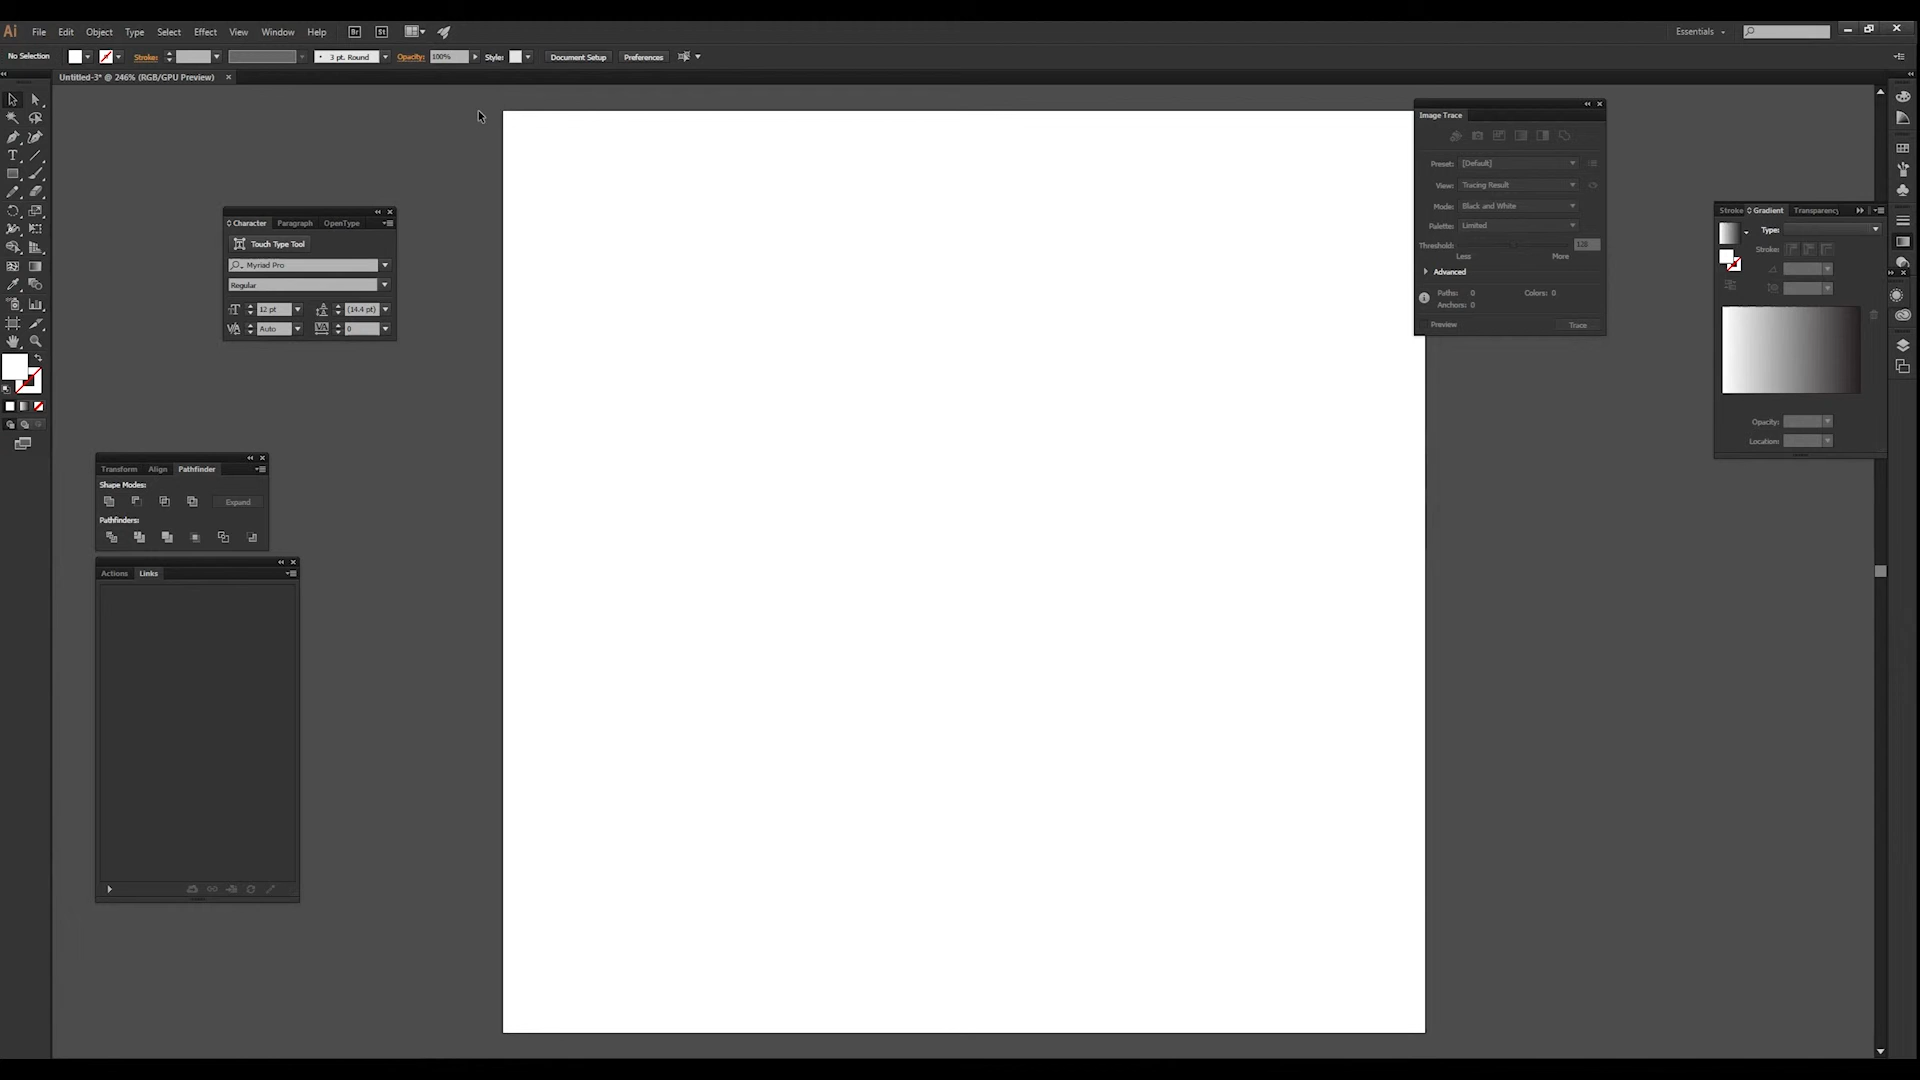 Ai File Edit Object Type Select Effect View Window Help Br St Essentials
No Selection Stroke: 3 pt. Round Opacity: 100% Style: Document Setup Preferences
Untitled-3* @ 246% (RGB/GPU Preview)
Character Paragraph OpenType
Touch Type Tool
Myriad Pro
Regular
12 pt (14.4 pt)
Auto 0
Transform Align Pathfinder
Shape Modes:
Expand
Pathfinders:
Actions Links
Image Trace
Preset: [Default]
View: Tracing Result
Mode: Black and White
Palette: Limited
Threshold: 128
Less More
Advanced
Paths: 0 Colors: 0
Anchors: 0
Preview Trace
Stroke Gradient Transparency
Type:
Stroke:
Opacity:
Location: